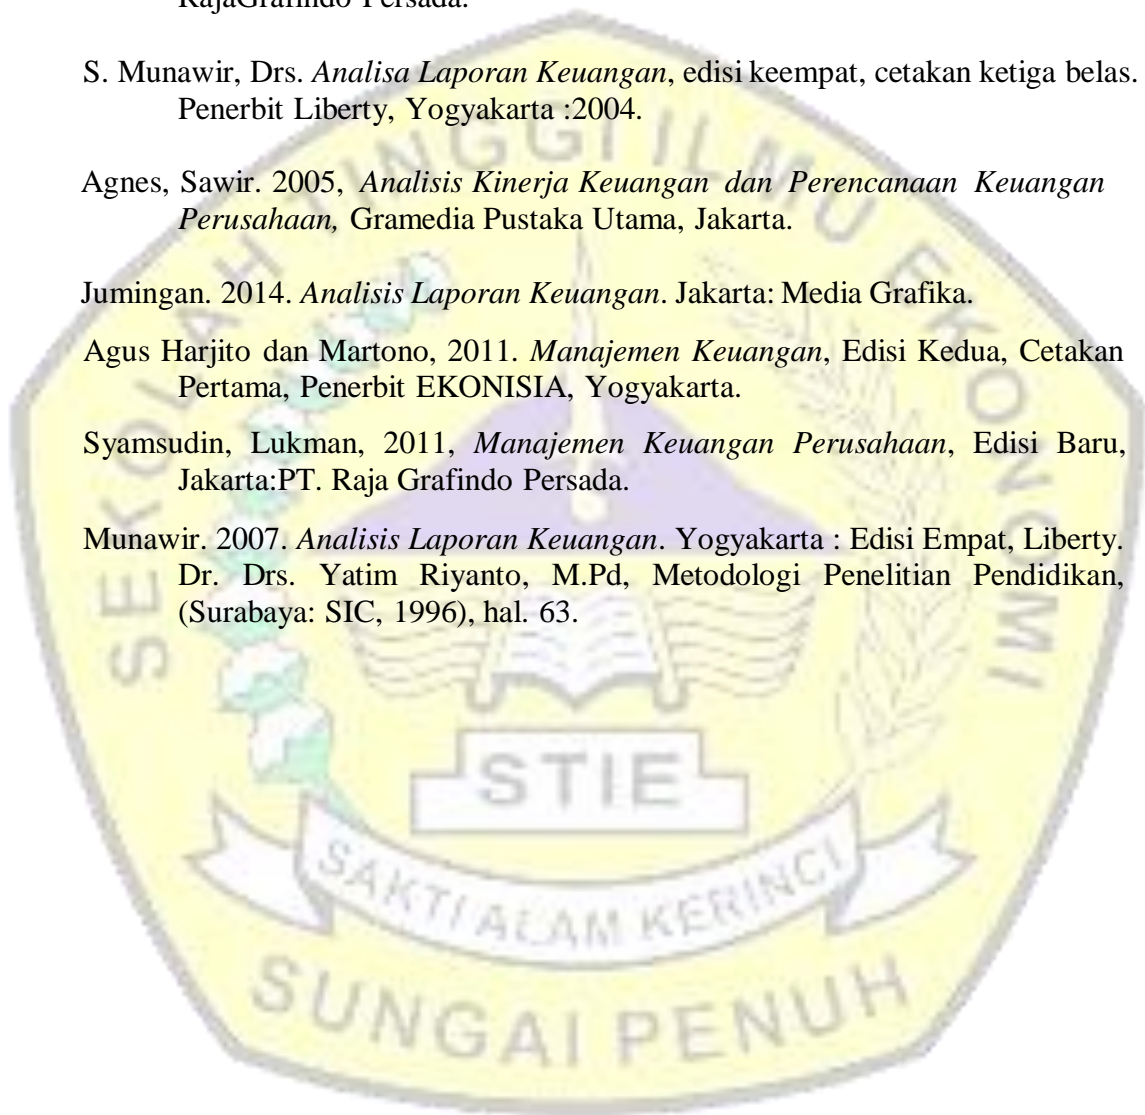 RajaGrafindo Persada.
S. Munawir, Drs. Analisa Laporan Keuangan, edisi keempat, cetakan ketiga belas.
Penerbit Liberty, Yogyakarta :2004.
Agnes, Sawir. 2005, Analisis Kinerja Keuangan dan Perencanaan Keuangan
Perusahaan, Gramedia Pustaka Utama, Jakarta.
Jumingan. 2014. Analisis Laporan Keuangan. Jakarta: Media Grafika.
Agus Harjito dan Martono, 2011. Manajemen Keuangan, Edisi Kedua, Cetakan
Pertama, Penerbit EKONISIA, Yogyakarta.
Syamsudin, Lukman, 2011, Manajemen Keuangan Perusahaan, Edisi Baru,
Jakarta:PT. Raja Grafindo Persada.
Munawir. 2007. Analisis Laporan Keuangan. Yogyakarta : Edisi Empat, Liberty.
Dr. Drs. Yatim Riyanto, M.Pd, Metodologi Penelitian Pendidikan,
(Surabaya: SIC, 1996), hal. 63.
SEKOLAH TINGGI ILMU EKONOMI
STIE
SAKTI ALAM KERINCI
SUNGAI PENUH